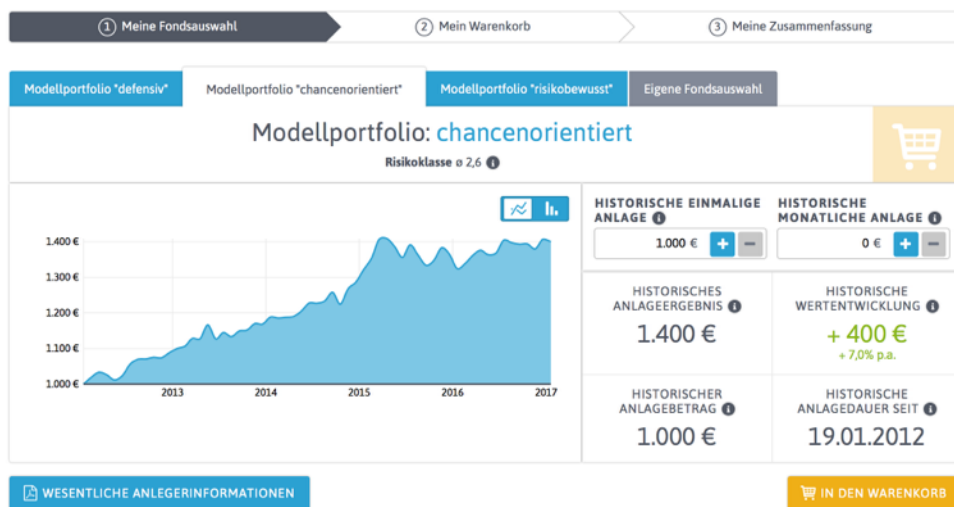 1 Meine Fondsauswahl
2 Mein Warenkorb
3 Meine Zusammenfassung
Modellportfolio "defensiv"
Modellportfolio "chancenorientiert"
Modellportfolio "risikobewusst"
Eigene Fondsauswahl
Modellportfolio: chancenorientiert
Risikoklasse ø 2,6 i
1.400 €
1.300 €
1.200 €
1.100 €
1.000 €
2013
2014
2015
2016
2017
HISTORISCHE EINMALIGE
ANLAGE i
1.000 € + −
HISTORISCHE
MONATLICHE ANLAGE i
0 € + −
HISTORISCHES
ANLAGEERGEBNIS i
1.400 €
HISTORISCHE
WERTENTWICKLUNG i
+ 400 €
+ 7,0% p.a.
HISTORISCHER
ANLAGEBETRAG i
1.000 €
HISTORISCHE
ANLAGEDAUER SEIT i
19.01.2012
WESENTLICHE ANLEGERINFORMATIONEN
IN DEN WARENKORB